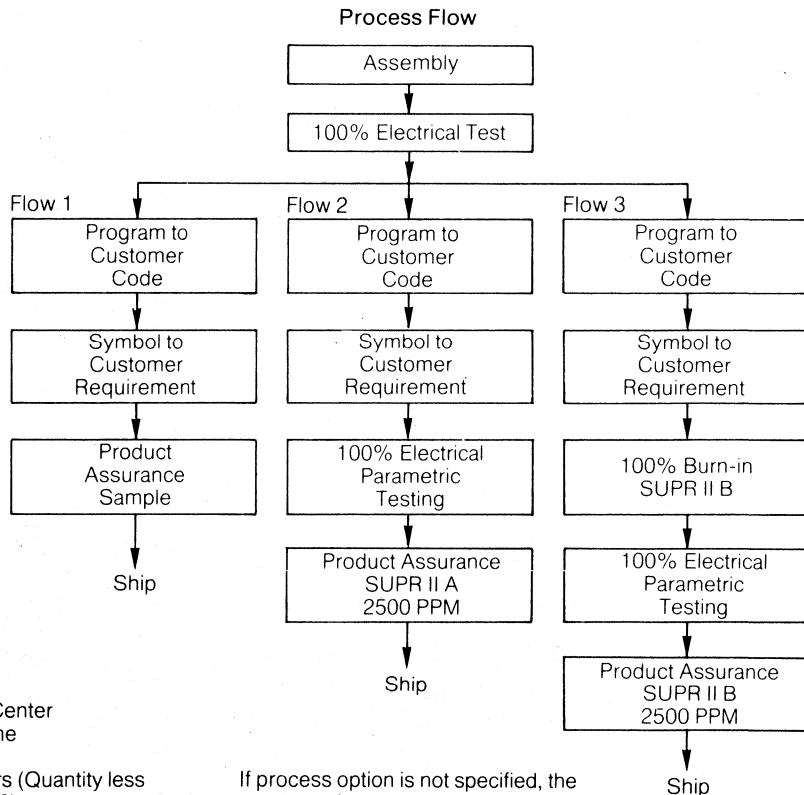 Process Flow
Assembly
100% Electrical Test
Flow 1
Program to
Customer
Code
Symbol to
Customer
Requirement
Product
Assurance
Sample
Ship
Flow 2
Program to
Customer
Code
Symbol to
Customer
Requirement
100% Electrical
Parametric
Testing
Product Assurance
SUPR II A
2500 PPM
Ship
Flow 3
Program to
Customer
Code
Symbol to
Customer
Requirement
100% Burn-in
SUPR II B
100% Electrical
Parametric
Testing
Product Assurance
SUPR II B
2500 PPM
Ship
Center
(Quantity less
If process option is not specified, the